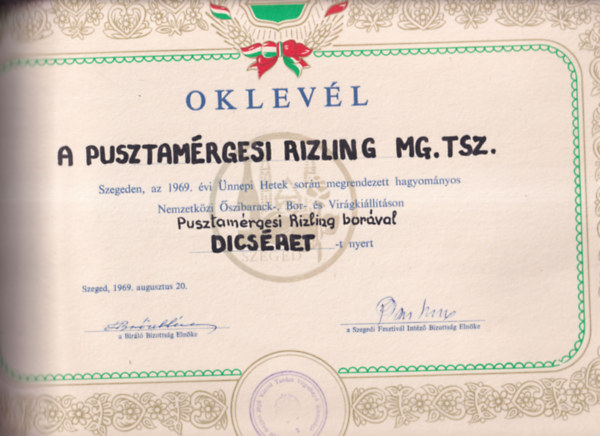 OKLEVÉL
A PUSZTAMÉRGESI RIZLING MG. TSZ.
Szegeden, az 1969. évi Ünnepi Hetek során megrendezett hagyományos
Nemzetközi Őszibarack-, Bor- és Virágkiállításon
Pusztamérgesi Rizling borával
DICSÉRET -t nyert
SZEGED
Szeged, 1969. augusztus 20.
a Bíráló Bizottság Elnöke
a Szegedi Fesztivál Intéző Bizottság Elnöke